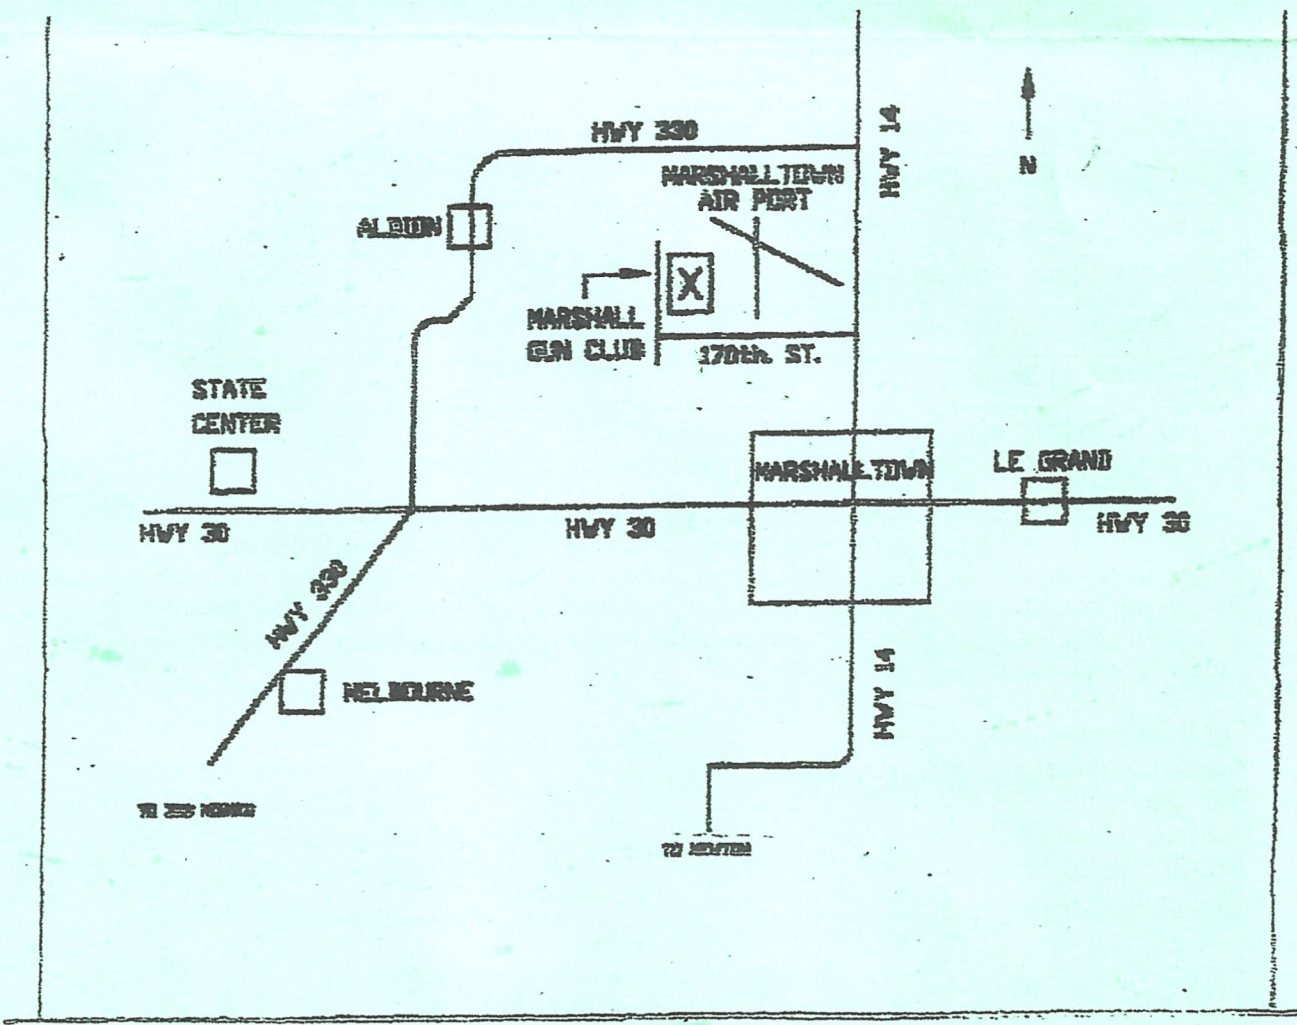 HWY 330
HWY 14
N
MARSHALLTOWN
AIR PORT
ALBION
X
MARSHALL
GUN CLUB
170th. ST.
STATE
CENTER
MARSHALLTOWN
LE GRAND
HWY 30
HWY 30
HWY 30
HWY 330
HWY 14
MELBOURNE
TO NEWTON